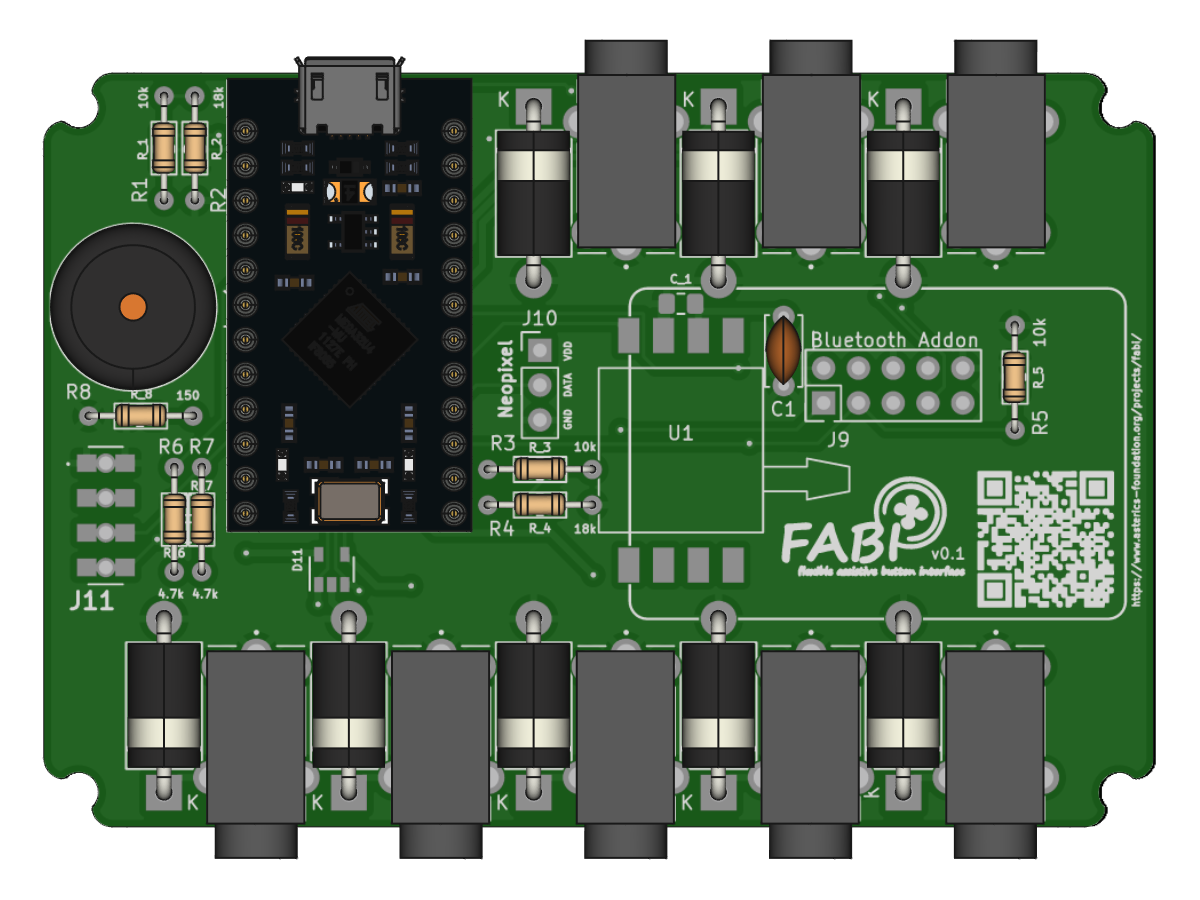 10k
18k
R_1
R_2
R1
R2
K
K
K
106C
106C
C_1
J10
VDD
DATA
GND
Neopixel
Bluetooth Addon
C1
J9
10k
R_5
R5
U1
R8
R_8
150
R6
R7
R_7
R_6
4.7k
4.7k
J11
R3
R_3
10k
R4
R_4
18k
D11
FABI
v0.1
flexible assistive button interface
https://www.asterics-foundation.org/projects/fabi/
K
K
K
K
K